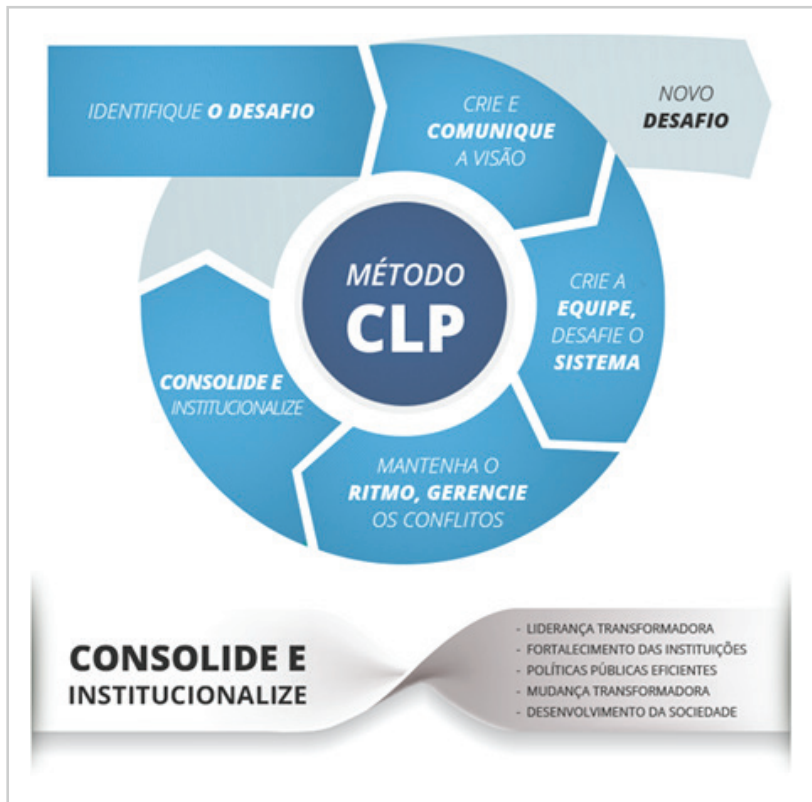 IDENTIFIQUE O DESAFIO
CRIE E
COMUNIQUE
A VISÃO
NOVO
DESAFIO
CRIE A
EQUIPE,
DESAFIE O
SISTEMA
MANTENHA O
RITMO, GERENCIE
OS CONFLITOS
CONSOLIDE E
INSTITUCIONALIZE
MÉTODO
CLP
CONSOLIDE E
INSTITUCIONALIZE
- LIDERANÇA TRANSFORMADORA
- FORTALECIMENTO DAS INSTITUIÇÕES
- POLÍTICAS PÚBLICAS EFICIENTES
- MUDANÇA TRANSFORMADORA
- DESENVOLVIMENTO DA SOCIEDADE